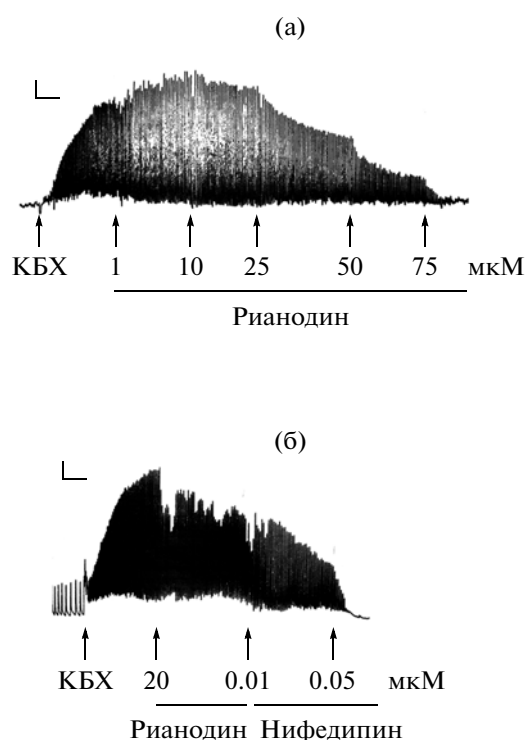 (а)
КБХ 1 10 25 50 75 мкМ
Рианодин
(б)
КБХ 20 0.01 0.05 мкМ
Рианодин Нифедипин